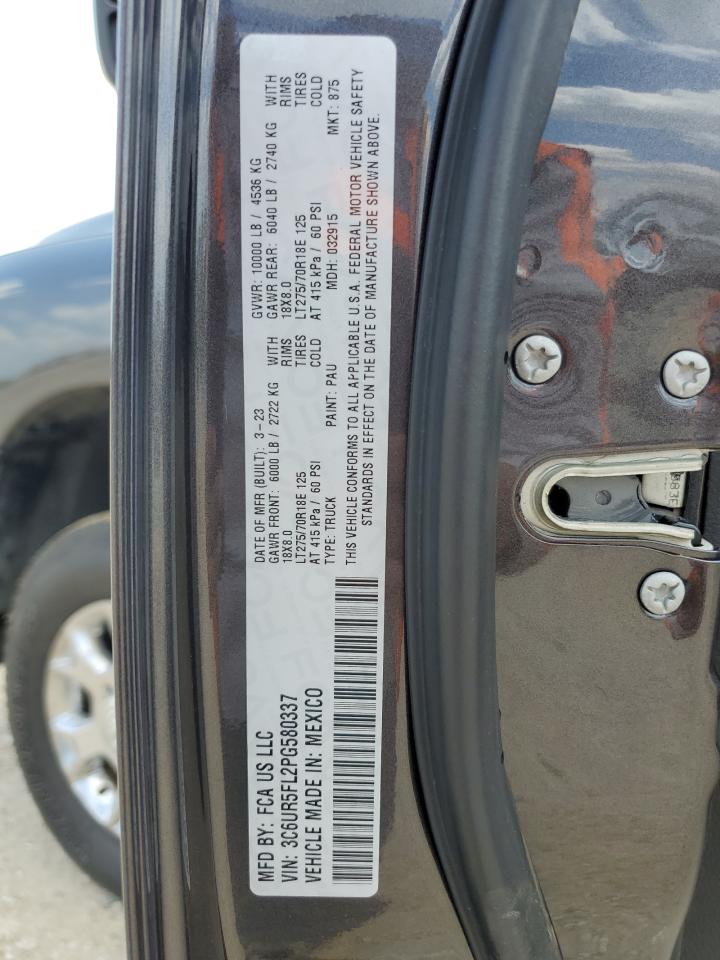 MFD BY: FCA US LLC
VIN: 3C6UR5FL2PG580337
VEHICLE MADE IN: MEXICO
DATE OF MFR (BUILT): 3-23 GVWR: 10000 LB / 4536 KG
GAWR FRONT: 6000 LB / 2722 KG WITH GAWR REAR: 6040 LB / 2740 KG WITH
18X8.0 RIMS 18X8.0 RIMS
LT275/70R18E 125 TIRES LT275/70R18E 125 TIRES
AT 415 kPa / 60 PSI COLD AT 415 kPa / 60 PSI COLD
TYPE: TRUCK PAINT: PAU MDH: 032915 MKT: 875
THIS VEHICLE CONFORMS TO ALL APPLICABLE U.S.A. FEDERAL MOTOR VEHICLE SAFETY
STANDARDS IN EFFECT ON THE DATE OF MANUFACTURE SHOWN ABOVE.